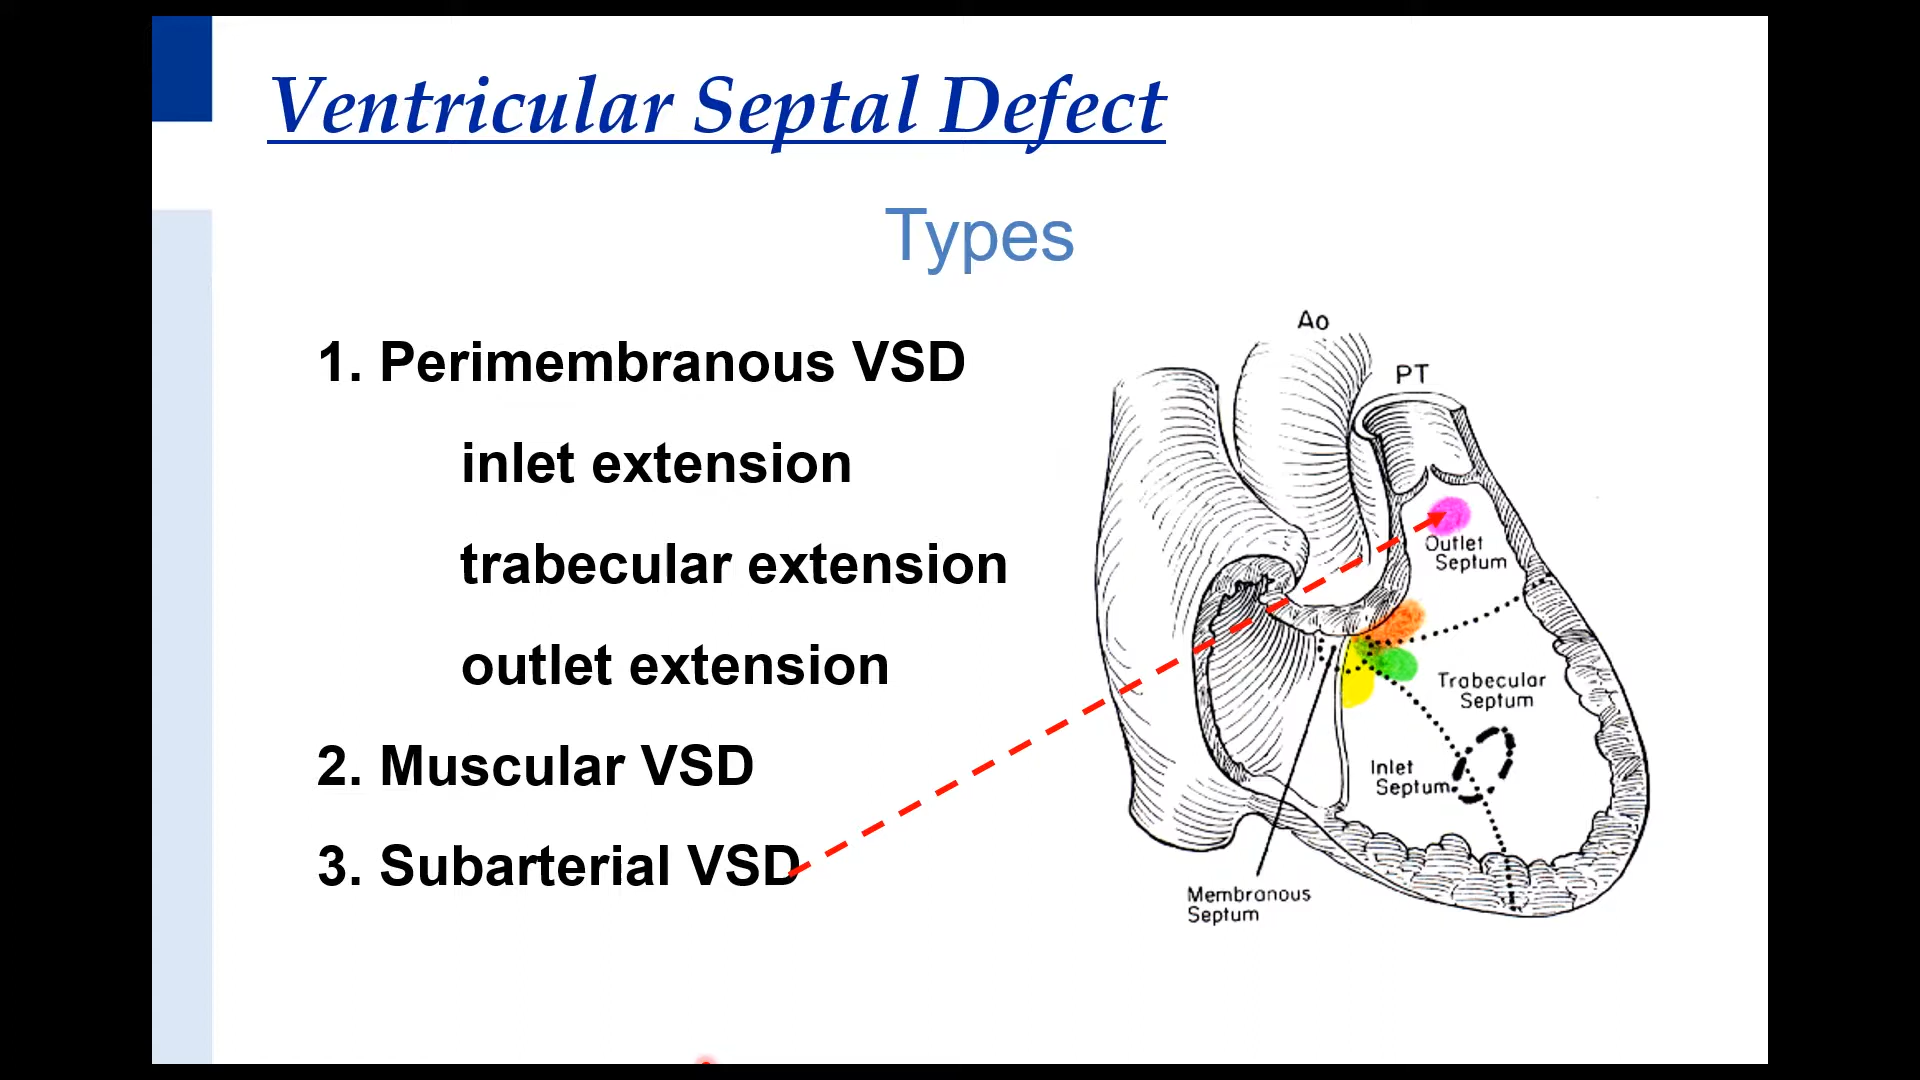 Ventricular Septal Defect
Types
1. Perimembranous VSD
inlet extension
trabecular extension
outlet extension
2. Muscular VSD
3. Subarterial VSD
Ao
PT
Outlet
Septum
Trabecular
Septum
Inlet
Septum
Membranous
Septum